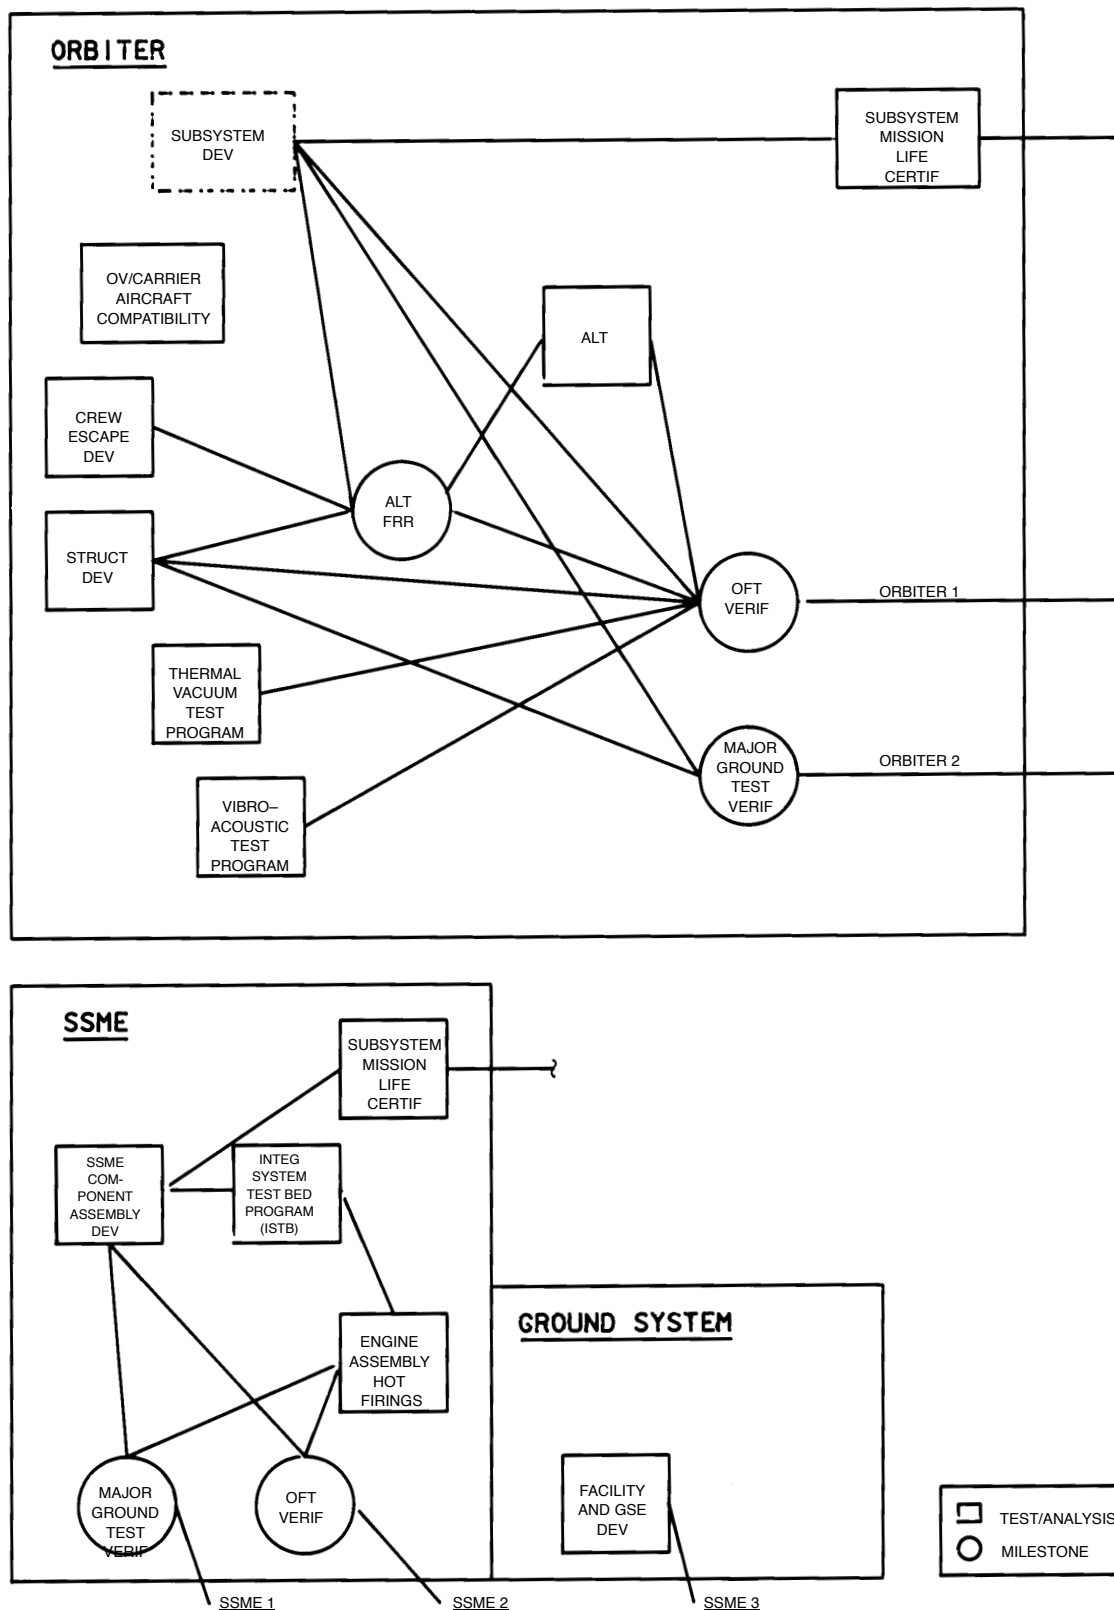 ORBITER
SUBSYSTEM
DEV
SUBSYSTEM
MISSION
LIFE
CERTIF
OV/CARRIER
AIRCRAFT
COMPATIBILITY
ALT
CREW
ESCAPE
DEV
ALT
FRR
STRUCT
DEV
OFT
VERIF
ORBITER 1
THERMAL
VACUUM
TEST
PROGRAM
MAJOR
GROUND
TEST
VERIF
ORBITER 2
VIBRO–
ACOUSTIC
TEST
PROGRAM
SSME
SUBSYSTEM
MISSION
LIFE
CERTIF
SSME
COM-
PONENT
ASSEMBLY
DEV
INTEG
SYSTEM
TEST BED
PROGRAM
(ISTB)
ENGINE
ASSEMBLY
HOT
FIRINGS
MAJOR
GROUND
TEST
VERIF
OFT
VERIF
SSME 1
SSME 2
GROUND SYSTEM
FACILITY
AND GSE
DEV
SSME 3
TEST/ANALYSIS
MILESTONE